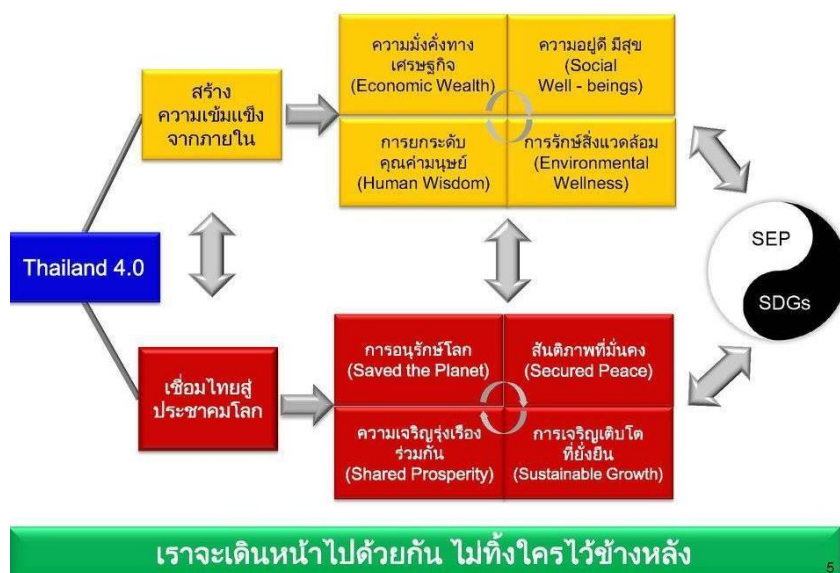 สร้าง
ความเข้มแข็ง
จากภายใน
ความมั่งคั่งทาง
เศรษฐกิจ
(Economic Wealth)
ความอยู่ดี มีสุข
(Social
Well - beings)
การยกระดับ
คุณค่ามนุษย์
(Human Wisdom)
การรักษ์สิ่งแวดล้อม
(Environmental
Wellness)
Thailand 4.0
SEP
SDGs
เชื่อมไทยสู่
ประชาคมโลก
การอนุรักษ์โลก
(Saved the Planet)
สันติภาพที่มั่นคง
(Secured Peace)
ความเจริญรุ่งเรือง
ร่วมกัน
(Shared Prosperity)
การเจริญเติบโต
ที่ยั่งยืน
(Sustainable Growth)
เราจะเดินหน้าไปด้วยกัน ไม่ทิ้งใครไว้ข้างหลัง
5